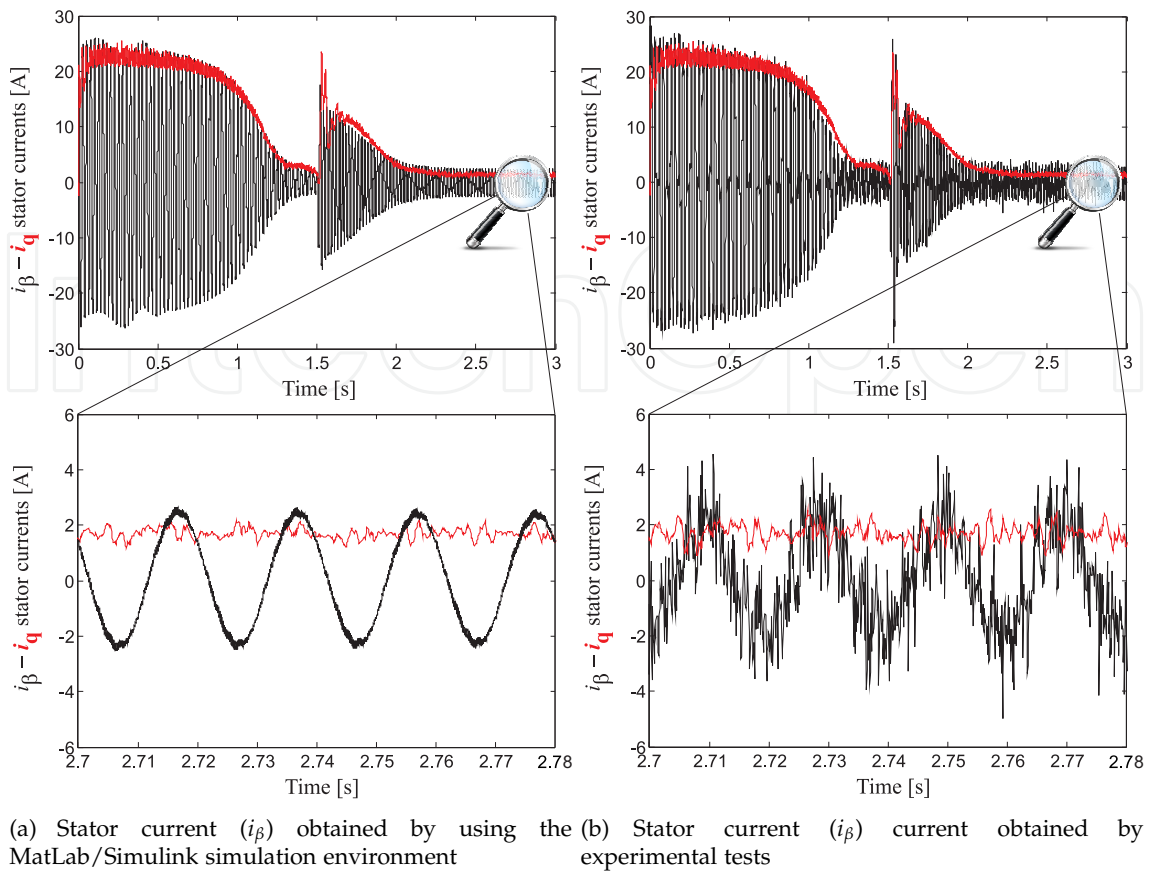 30
20
10
0
-10
-20
-30
iβ – iq stator currents [A]
0 0.5 1 1.5 2 2.5 3
Time [s]
30
20
10
0
-10
-20
-30
iβ – iq stator currents [A]
0 0.5 1 1.5 2 2.5 3
Time [s]
6
4
2
0
-2
-4
-6
iβ – iq stator currents [A]
2.7 2.71 2.72 2.73 2.74 2.75 2.76 2.77 2.78
Time [s]
6
4
2
0
-2
-4
-6
iβ – iq stator currents [A]
2.7 2.71 2.72 2.73 2.74 2.75 2.76 2.77 2.78
Time [s]
(a) Stator current (iβ) obtained by using the
MatLab/Simulink simulation environment
(b) Stator current (iβ) current obtained by
experimental tests
IntechOpen